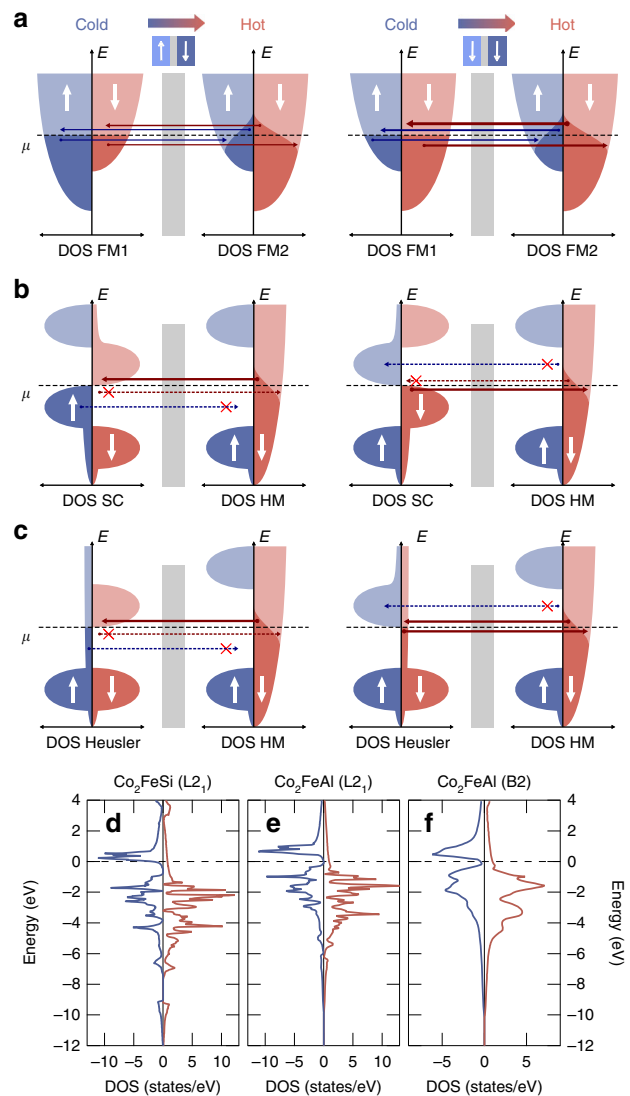 a
Cold
Hot
E
E
E
E
μ
DOS FM1
DOS FM2
DOS FM1
DOS FM2
b
E
E
E
E
μ
DOS SC
DOS HM
DOS SC
DOS HM
c
E
E
E
E
μ
DOS Heusler
DOS HM
DOS Heusler
DOS HM
Co₂FeSi (L2₁)
Co₂FeAl (L2₁)
Co₂FeAl (B2)
d
e
f
4
2
0
−2
−4
−6
−8
−10
−12
Energy (eV)
4
2
0
−2
−4
−6
−8
−10
−12
Energy (eV)
−10
−5
0
5
10
−10
−5
0
5
10
−5
0
5
DOS (states/eV)
DOS (states/eV)
DOS (states/eV)